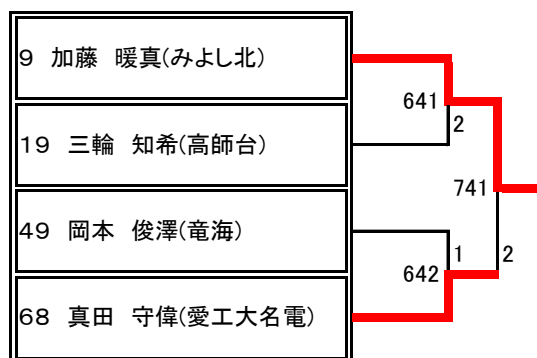 9 加藤 暖真(みよし北)
641
2
19 三輪 知希(高師台)
741
49 岡本 俊澤(竜海)
1
2
642
68 真田 守偉(愛工大名電)